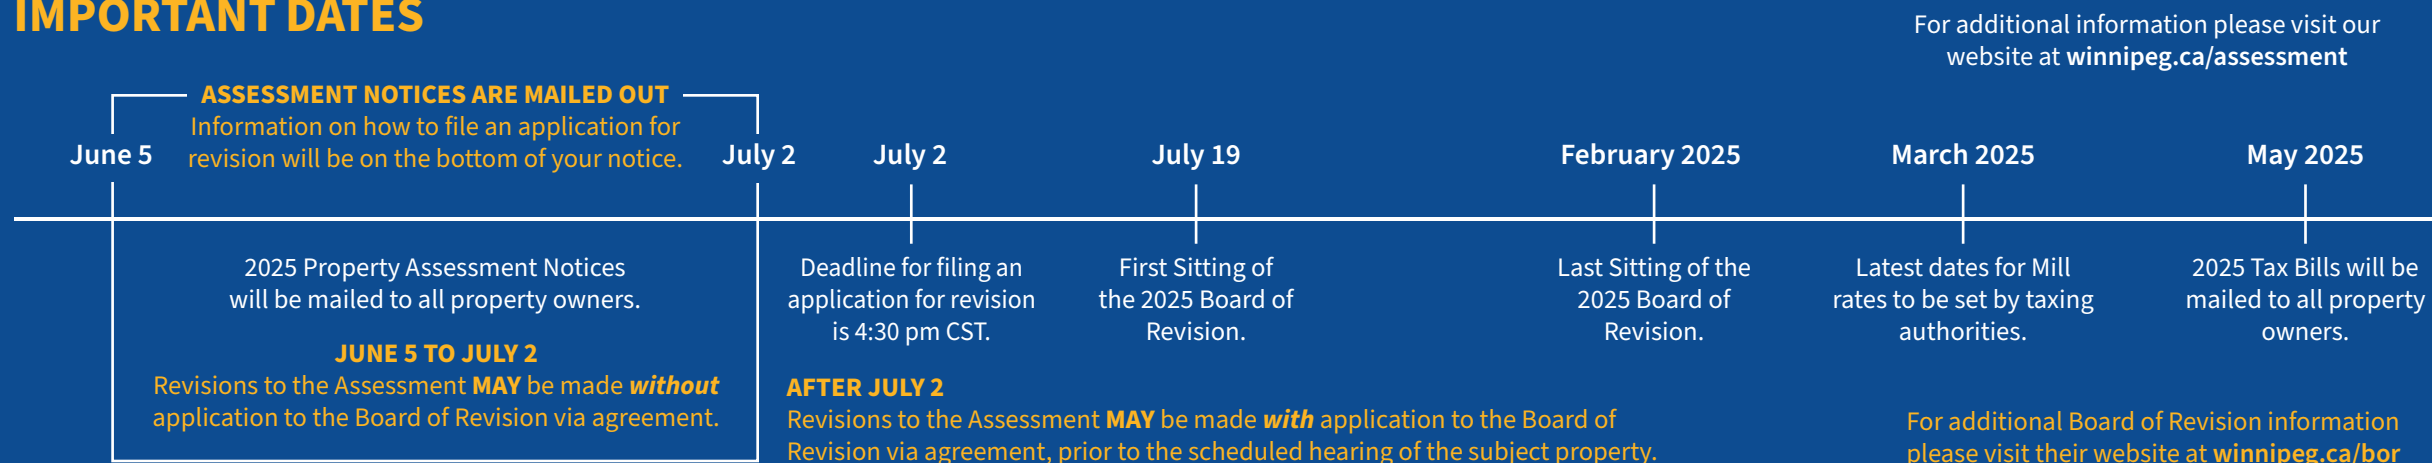 IMPORTANT DATES
For additional information please visit our
website at winnipeg.ca/assessment
ASSESSMENT NOTICES ARE MAILED OUT
Information on how to file an application for
revision will be on the bottom of your notice.
June 5
July 2
July 2
July 19
February 2025
March 2025
May 2025
2025 Property Assessment Notices
will be mailed to all property owners.
JUNE 5 TO JULY 2
Revisions to the Assessment MAY be made without
application to the Board of Revision via agreement.
Deadline for filing an
application for revision
is 4:30 pm CST.
First Sitting of
the 2025 Board of
Revision.
Last Sitting of the
2025 Board of
Revision.
Latest dates for Mill
rates to be set by taxing
authorities.
2025 Tax Bills will be
mailed to all property
owners.
AFTER JULY 2
Revisions to the Assessment MAY be made with application to the Board of
Revision via agreement, prior to the scheduled hearing of the subject property.
For additional Board of Revision information
please visit their website at winnipeg.ca/bor